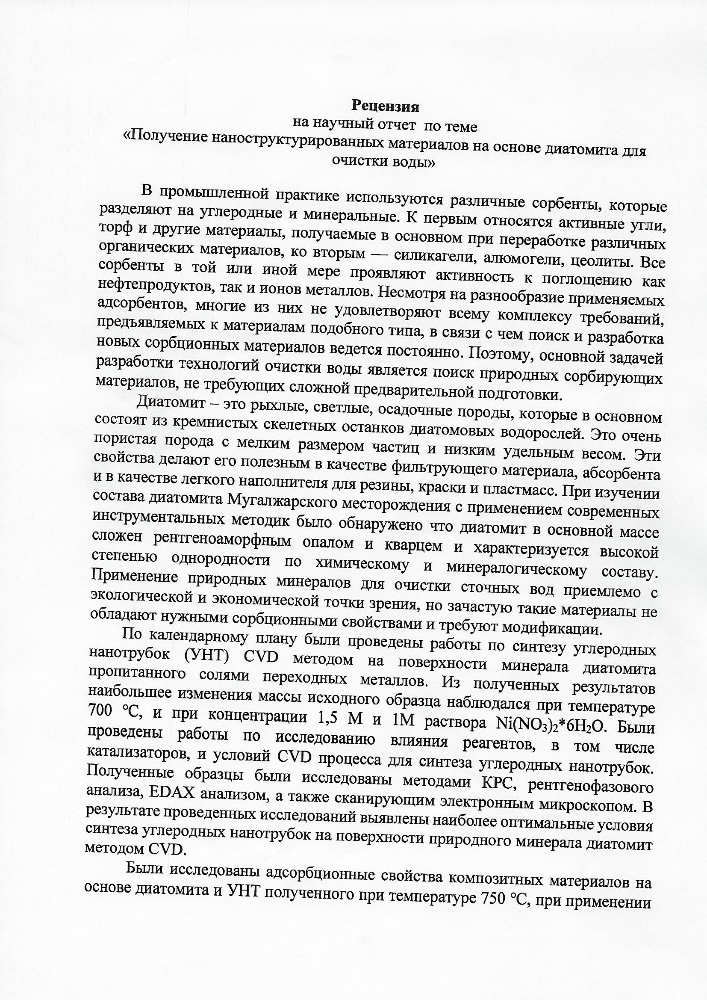 Рецензия
на научный отчет по теме
«Получение наноструктурированных материалов на основе диатомита для
очистки воды»
В промышленной практике используются различные сорбенты, которые
разделяют на углеродные и минеральные. К первым относятся активные угли,
торф и другие материалы, получаемые в основном при переработке различных
органических материалов, ко вторым — силикагели, алюмогели, цеолиты. Все
сорбенты в той или иной мере проявляют активность к поглощению как
нефтепродуктов, так и ионов металлов. Несмотря на разнообразие применяемых
адсорбентов, многие из них не удовлетворяют всему комплексу требований,
предъявляемых к материалам подобного типа, в связи с чем поиск и разработка
новых сорбционных материалов ведется постоянно. Поэтому, основной задачей
разработки технологий очистки воды является поиск природных сорбирующих
материалов, не требующих сложной предварительной подготовки.
Диатомит – это рыхлые, светлые, осадочные породы, которые в основном
состоят из кремнистых скелетных останков диатомовых водорослей. Это очень
пористая порода с мелким размером частиц и низким удельным весом. Эти
свойства делают его полезным в качестве фильтрующего материала, абсорбента
и в качестве легкого наполнителя для резины, краски и пластмасс. При изучении
состава диатомита Мугалжарского месторождения с применением современных
инструментальных методик было обнаружено что диатомит в основной массе
сложен рентгеноаморфным опалом и кварцем и характеризуется высокой
степенью однородности по химическому и минералогическому составу.
Применение природных минералов для очистки сточных вод приемлемо с
экологической и экономической точки зрения, но зачастую такие материалы не
обладают нужными сорбционными свойствами и требуют модификации.
По календарному плану были проведены работы по синтезу углеродных
нанотрубок (УНТ) CVD методом на поверхности минерала диатомита
пропитанного солями переходных металлов. Из полученных результатов
наибольшее изменения массы исходного образца наблюдался при температуре
700 °С, и при концентрации 1,5 М и 1М раствора Ni(NO₃)₂*6H₂O. Были
проведены работы по исследованию влияния реагентов, в том числе
катализаторов, и условий CVD процесса для синтеза углеродных нанотрубок.
Полученные образцы были исследованы методами КРС, рентгенофазового
анализа, EDAX анализом, а также сканирующим электронным микроскопом. В
результате проведенных исследований выявлены наиболее оптимальные условия
синтеза углеродных нанотрубок на поверхности природного минерала диатомит
методом CVD.
Были исследованы адсорбционные свойства композитных материалов на
основе диатомита и УНТ полученного при температуре 750 °С, при применении